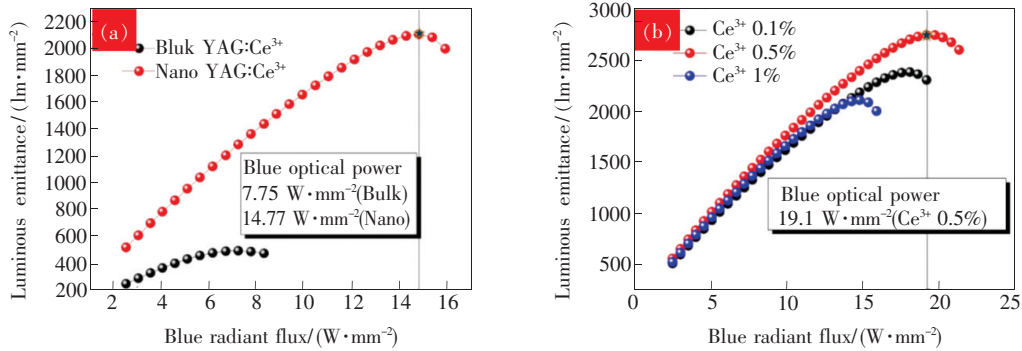 (a)
Bluk YAG:Ce³⁺
Nano YAG:Ce³⁺
Blue optical power
7.75 W·mm⁻²(Bulk)
14.77 W·mm⁻²(Nano)
Luminous emittance/(lm·mm⁻²)
2200
2000
1800
1600
1400
1200
1000
800
600
400
200
2 4 6 8 10 12 14 16
Blue radiant flux/(W·mm⁻²)
(b)
Ce³⁺ 0.1%
Ce³⁺ 0.5%
Ce³⁺ 1%
Blue optical power
19.1 W·mm⁻²(Ce³⁺ 0.5%)
Luminous emittance/(lm·mm⁻²)
3000
2500
2000
1500
1000
500
0 5 10 15 20 25
Blue radiant flux/(W·mm⁻²)